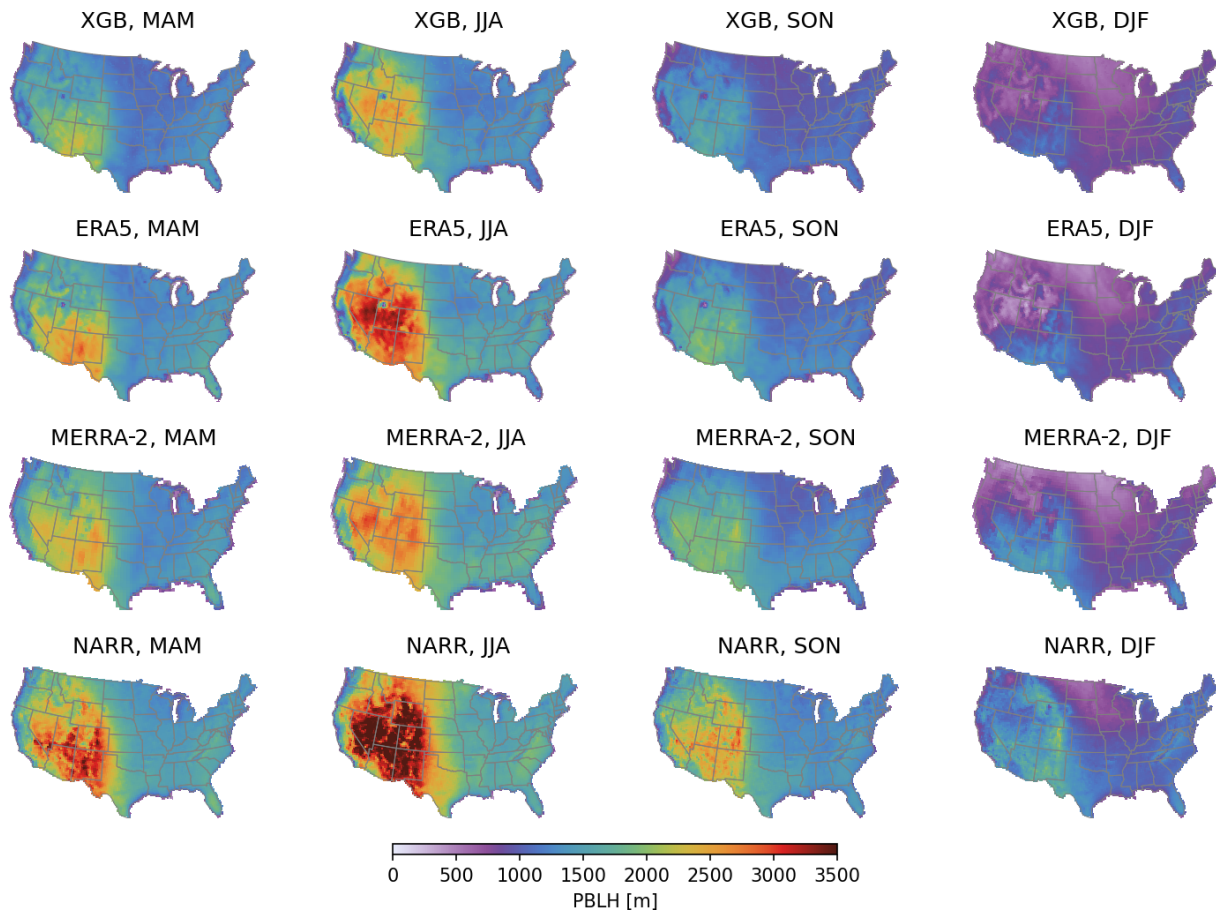 XGB, MAM
XGB, JJA
XGB, SON
XGB, DJF
ERA5, MAM
ERA5, JJA
ERA5, SON
ERA5, DJF
MERRA-2, MAM
MERRA-2, JJA
MERRA-2, SON
MERRA-2, DJF
NARR, MAM
NARR, JJA
NARR, SON
NARR, DJF
0 500 1000 1500 2000 2500 3000 3500
PBLH [m]